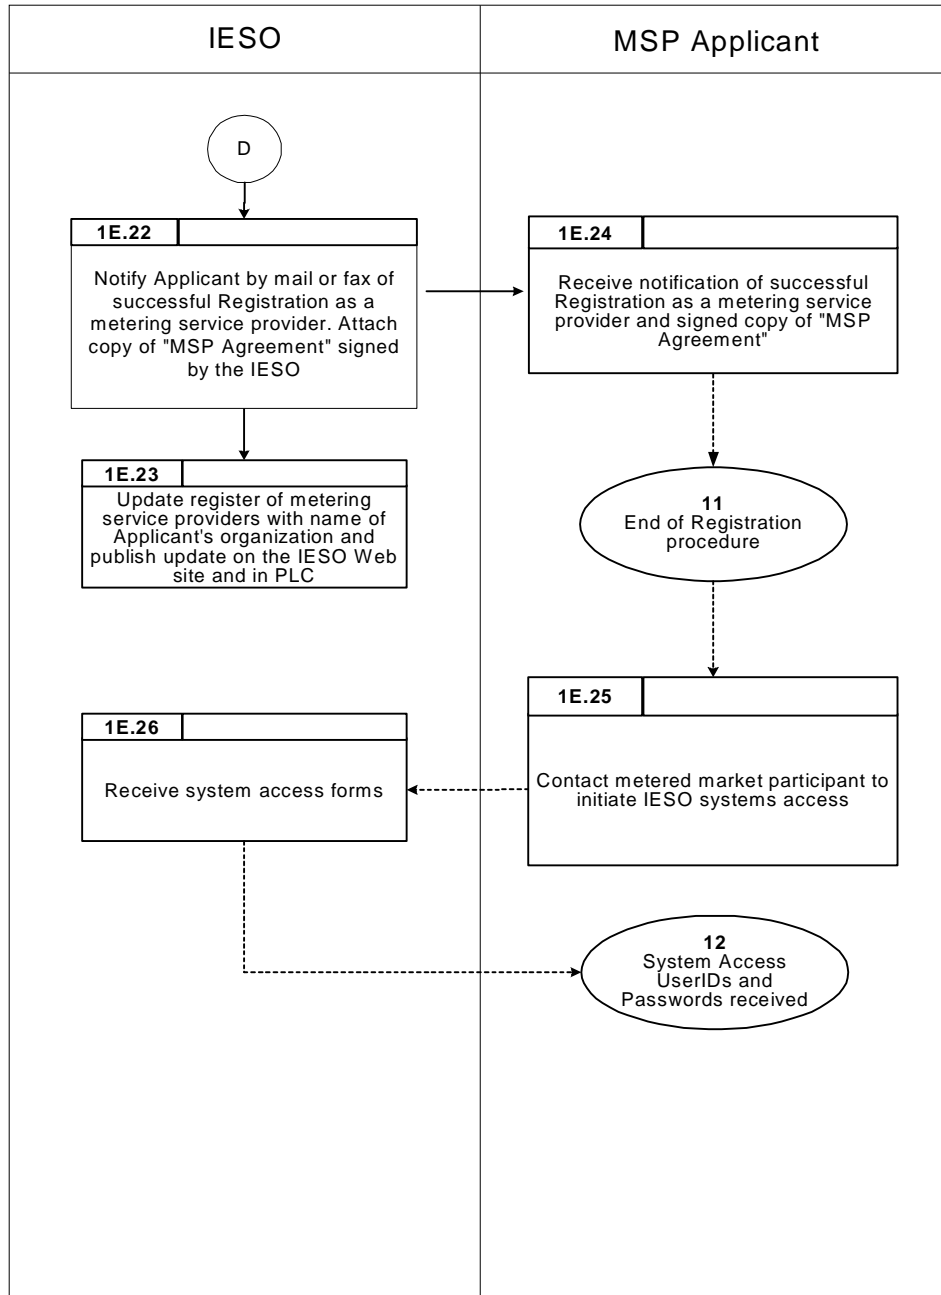 IESO
MSP Applicant
D
1E.22
Notify Applicant by mail or fax of
successful Registration as a
metering service provider. Attach
copy of "MSP Agreement" signed
by the IESO
1E.24
Receive notification of successful
Registration as a metering service
provider and signed copy of "MSP
Agreement"
1E.23
Update register of metering
service providers with name of
Applicant's organization and
publish update on the IESO Web
site and in PLC
11
End of Registration
procedure
1E.25
Contact metered market participant to
initiate IESO systems access
1E.26
Receive system access forms
12
System Access
UserIDs and
Passwords received